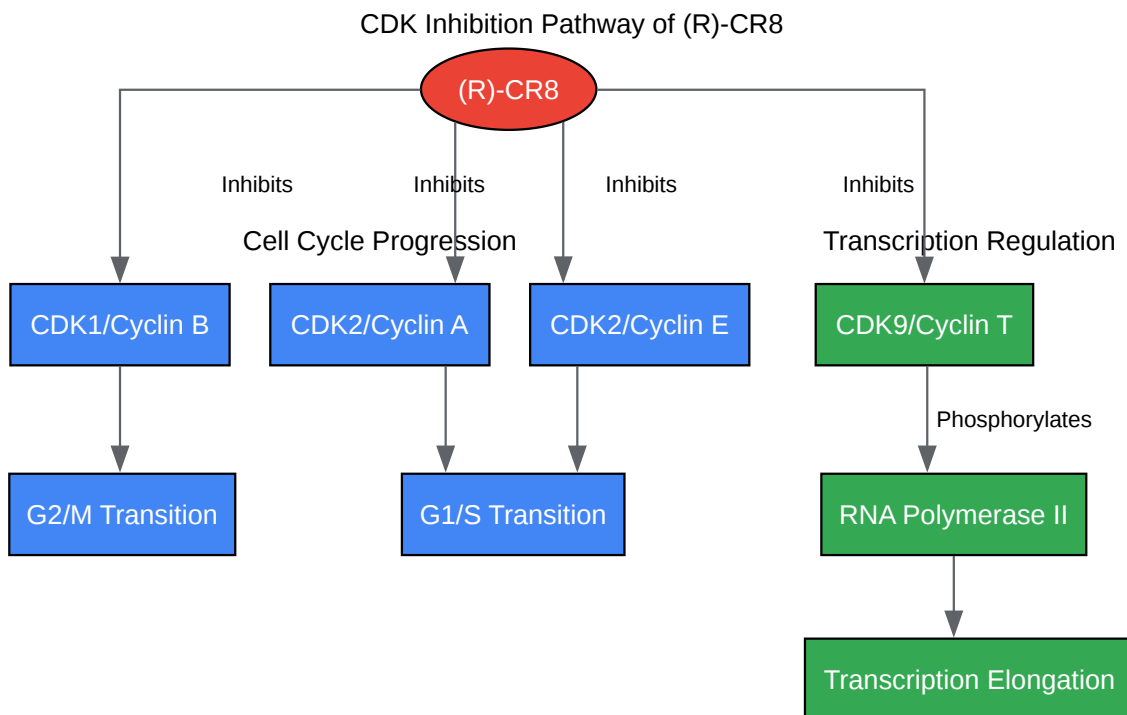 CDK Inhibition Pathway of (R)-CR8
(R)-CR8
Inhibits
Inhibits
Inhibits
Inhibits
Cell Cycle Progression
Transcription Regulation
CDK1/Cyclin B
CDK2/Cyclin A
CDK2/Cyclin E
CDK9/Cyclin T
Phosphorylates
G2/M Transition
G1/S Transition
RNA Polymerase II
Transcription Elongation